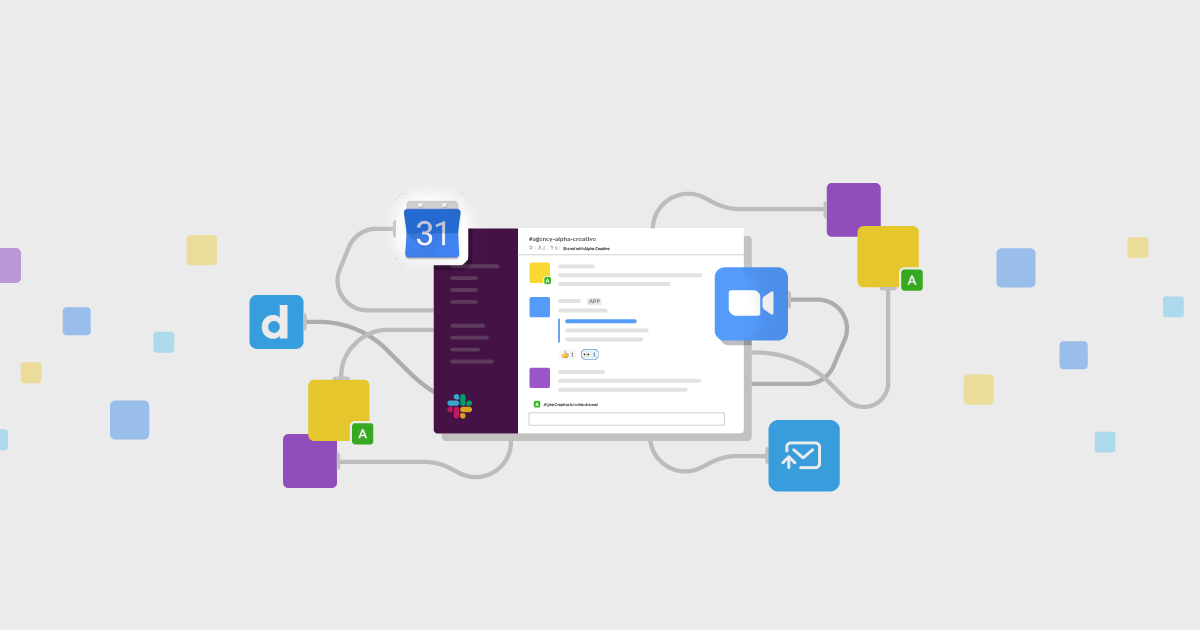 31
#agency-alpha-creative
Shared with Alpha Creative
A
A
d
APP
1
1
A
Alpha Creative is in this channel
A